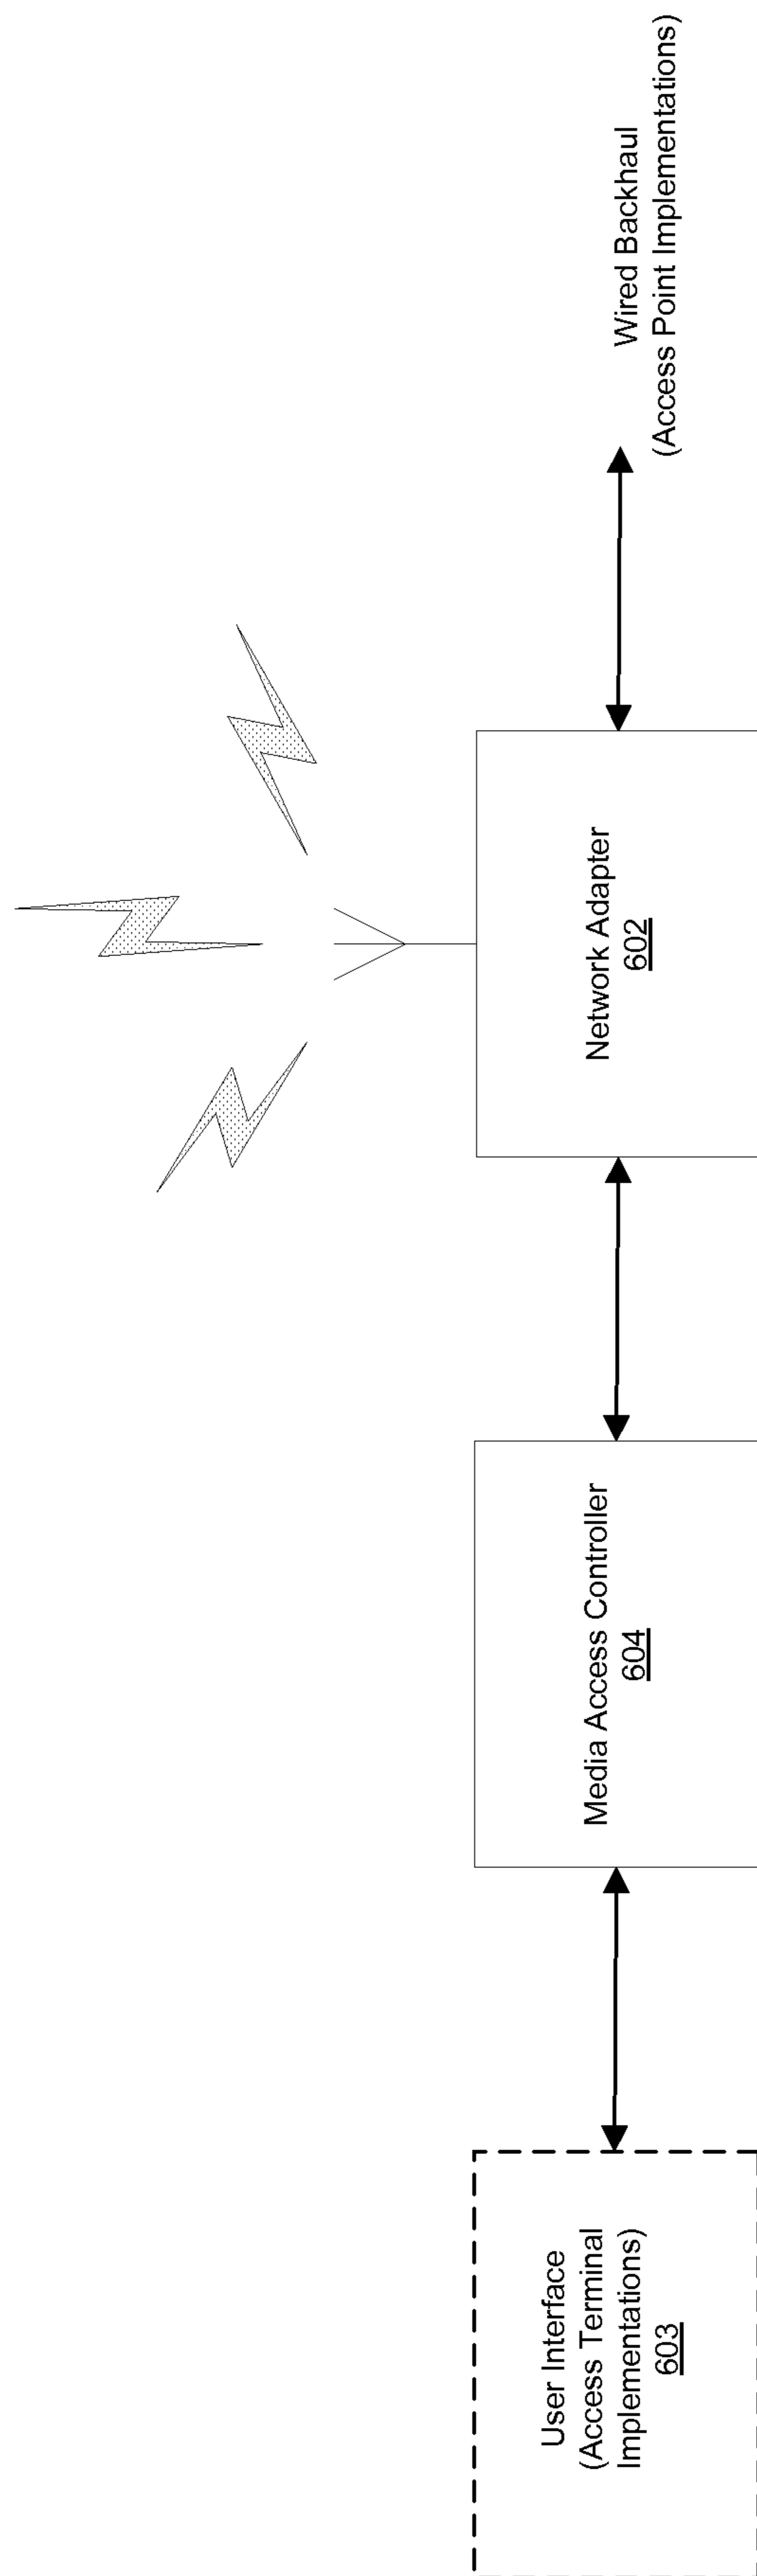 User Interface
(Access Terminal
Implementations)
603
Media Access Controller
604
Network Adapter
602
Wired Backhaul
(Access Point Implementations)